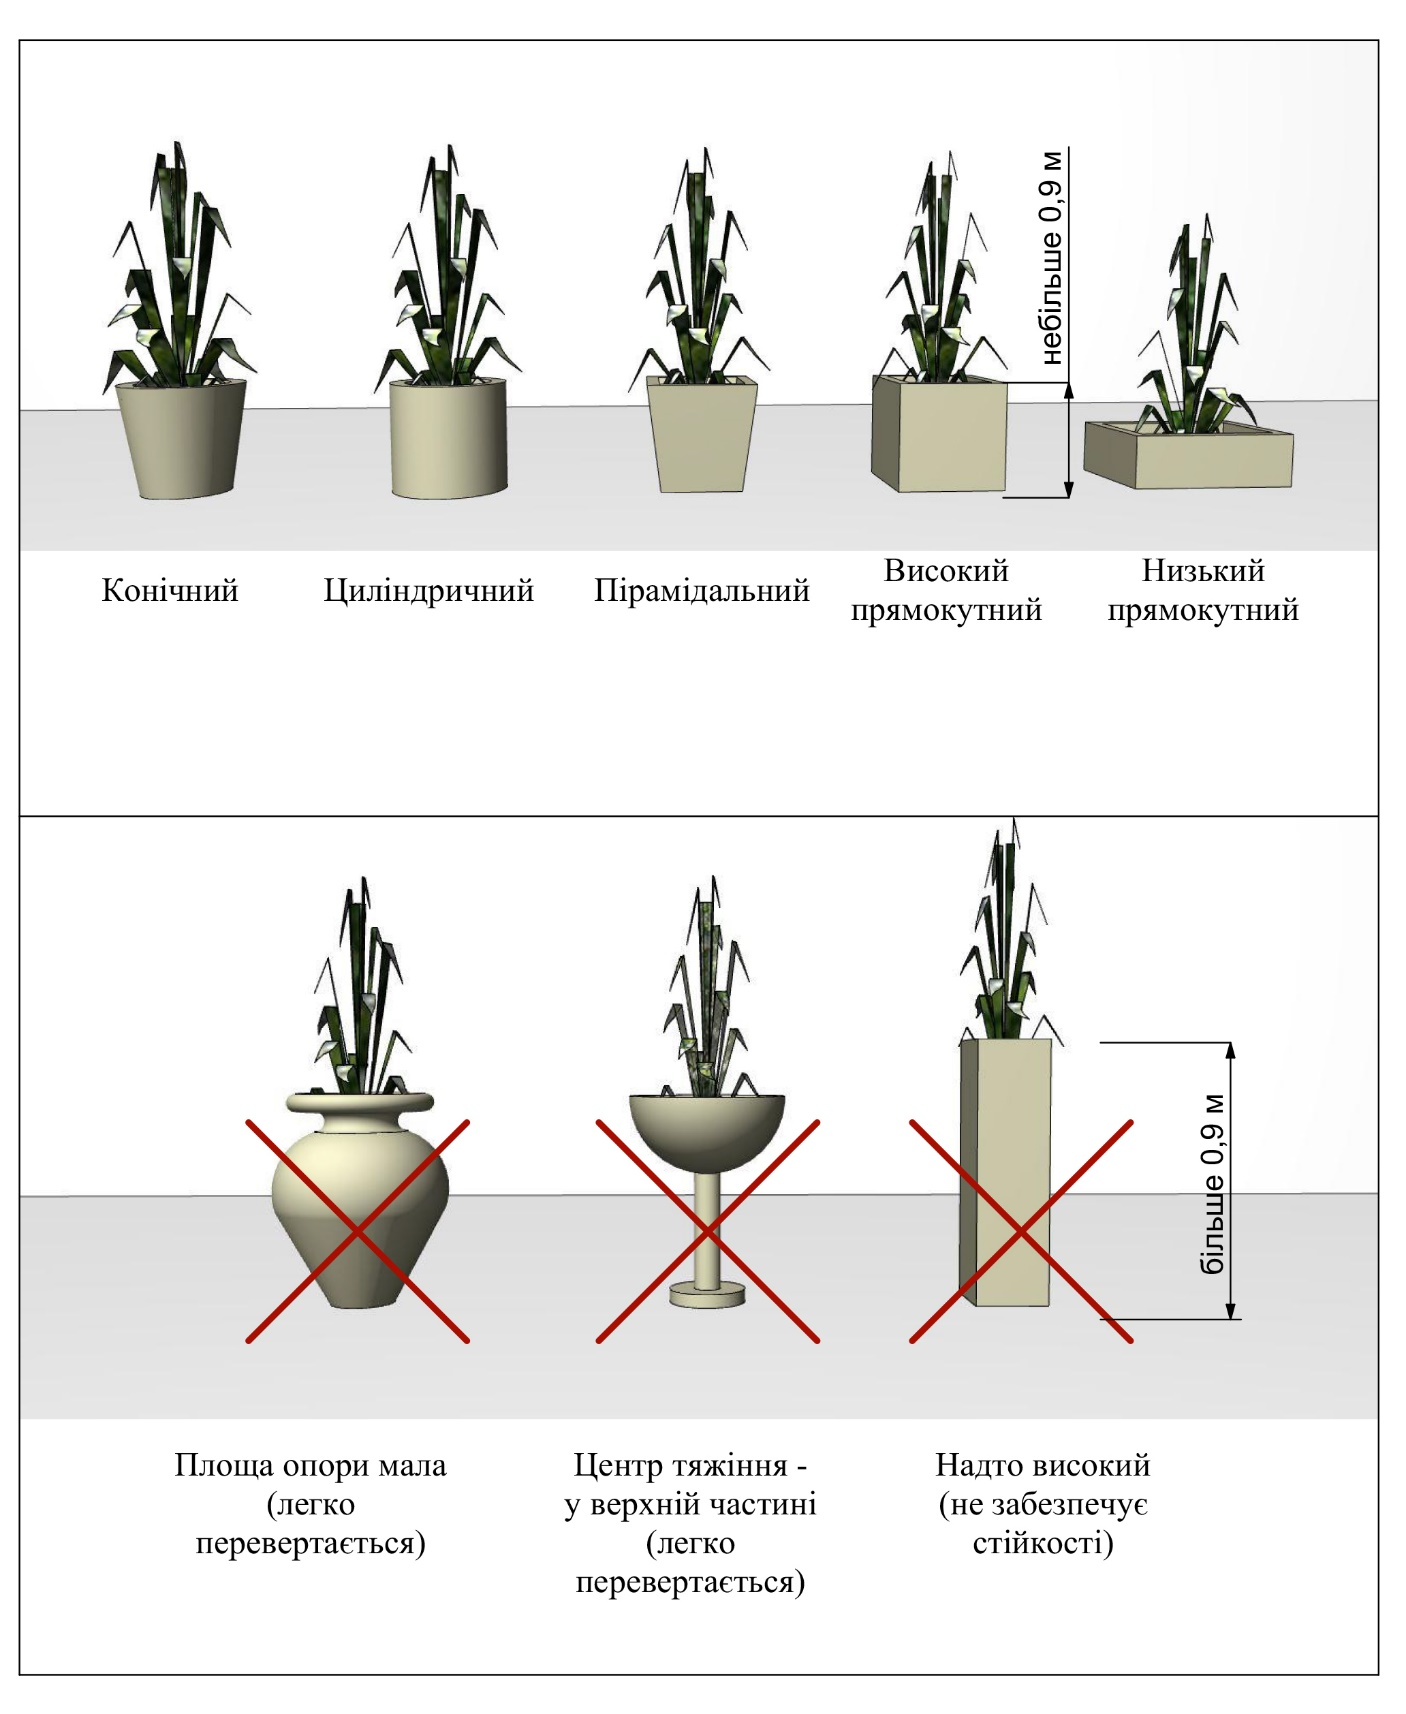 небільше 0,9 м
Конічний
Циліндричний
Пірамідальний
Високий
прямокутний
Низький
прямокутний
більше 0,9 м
Площа опори мала
(легко
перевертається)
Центр тяжіння -
у верхній частині
(легко
перевертається)
Надто високий
(не забезпечує
стійкості)